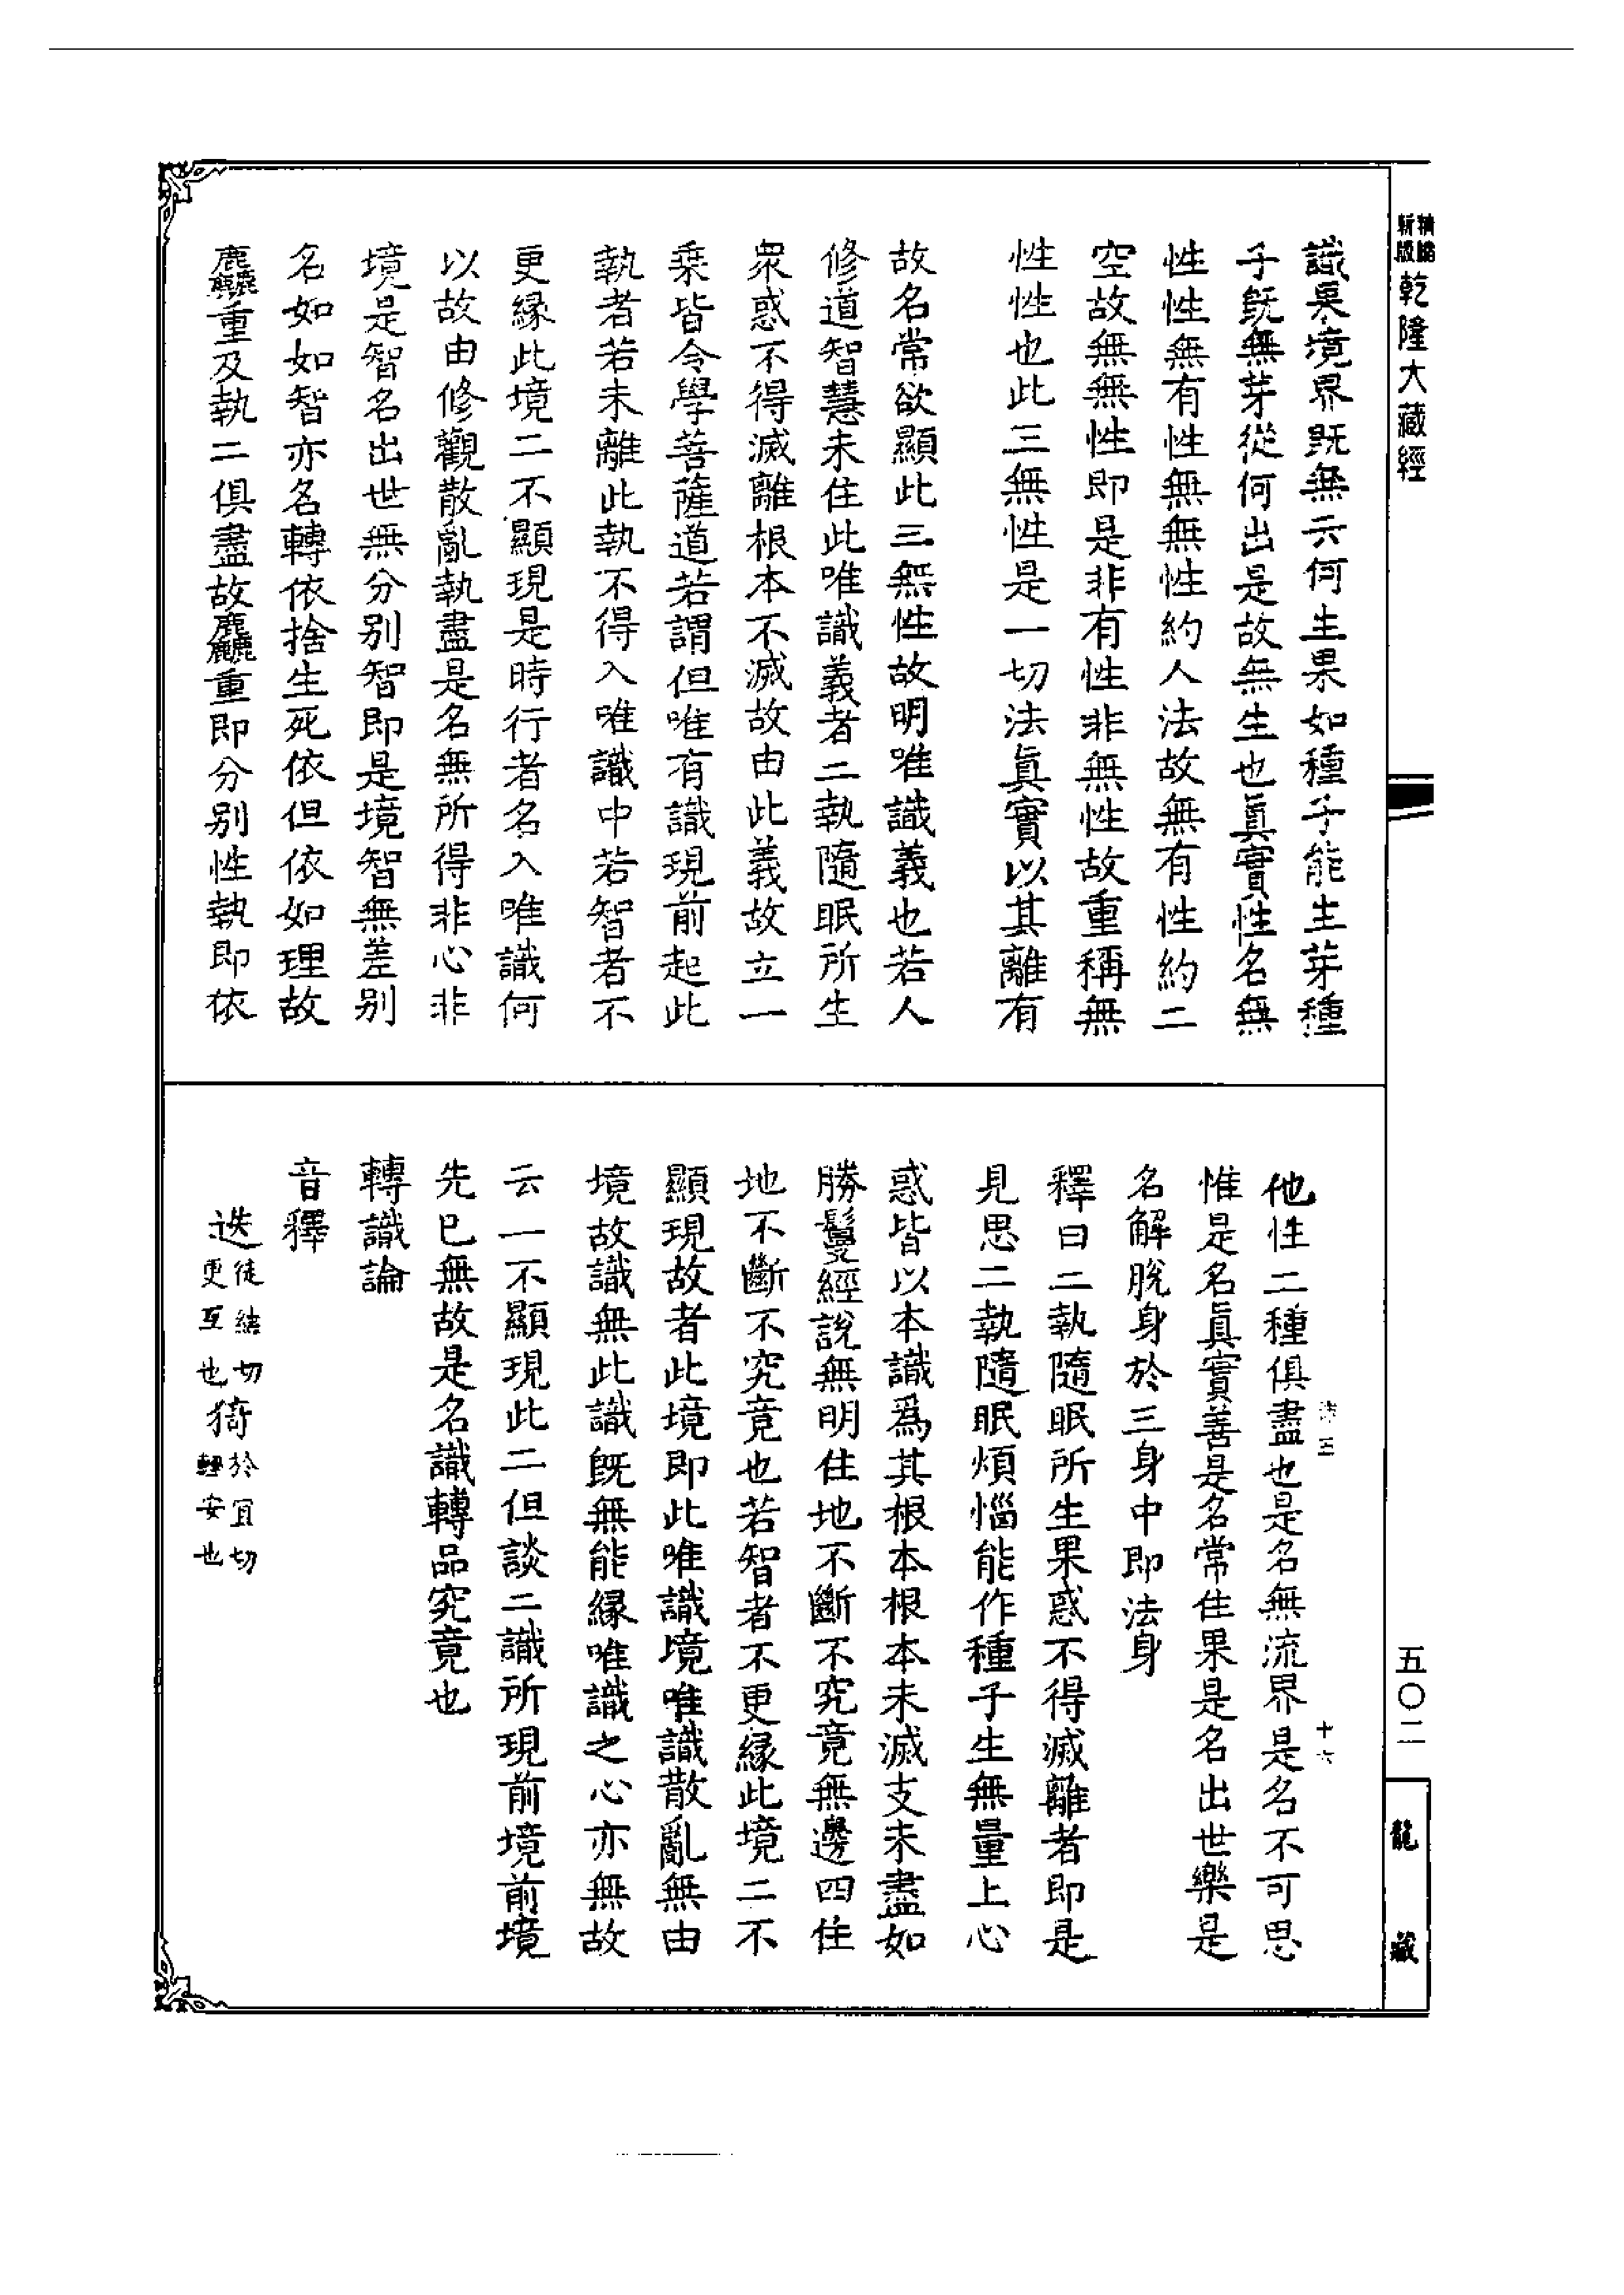 精縮
新版
乾隆大藏經
識果境界既無云何生果如種子能生芽種
子既無芽從何出是故無生也眞實性名無
性性無有性無無性約人法故無有性約二
空故無無性即是非有性非無性故重稱無
性性也此三無性是一切法眞實以其離有
故名常欲顯此三無性故明唯識義也若人
修道智慧未住此唯識義者二執隨眠所生
衆惑不得滅離根本不滅故由此義故立一
乗皆令學菩薩道若謂但唯有識現前起此
執者若未離此執不得入唯識中若智者不
更縁此境二不顯現是時行者名入唯識何
以故由修觀散亂執盡是名無所得非心非
境是智名出世無分别智即是境智無差别
名如如智亦名轉依捨生死依但依如理故
麤重及執二俱盡故麤重即分别性執即依
他性二種俱盡也是名無流界是名不可思
惟是名眞實善是名常住果是名出世樂是
名解脫身於三身中即法身
釋曰二執隨眠所生果惑不得滅離者即是
見思二執隨眠煩惱能作種子生無量上心
惑皆以本識爲其根本根本未滅支末盡如
勝鬘經說無明住地不斷不究竟無邊四住
地不斷不究竟也若智者不更縁此境二不
顯現故者此境即此唯識境唯識散亂無由
境故識無此識既無能縁唯識之心亦無故
云一不顯現此二但談二識所現前境前境
先已無故是名識轉品究竟也
轉識論
音釋
迭徒結切更互也猗於宜切輕安也
十六
五〇二
龍藏